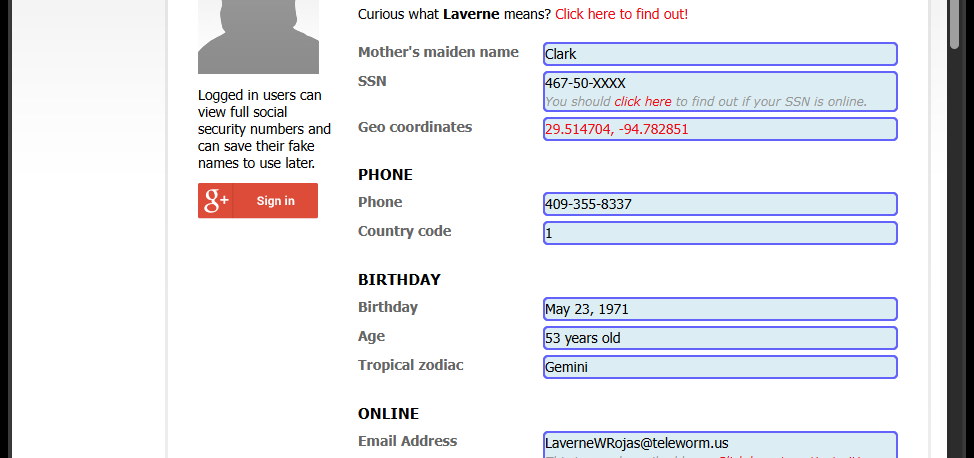 Curious what Laverne means? Click here to find out!
Mother's maiden name Clark
SSN 467-50-XXXX
You should click here to find out if your SSN is online.
Geo coordinates 29.514704, -94.782851
Logged in users can
view full social
security numbers and
can save their fake
names to use later.
g+ Sign in
PHONE
Phone 409-355-8337
Country code 1
BIRTHDAY
Birthday May 23, 1971
Age 53 years old
Tropical zodiac Gemini
ONLINE
Email Address LaverneWRojas@teleworm.us